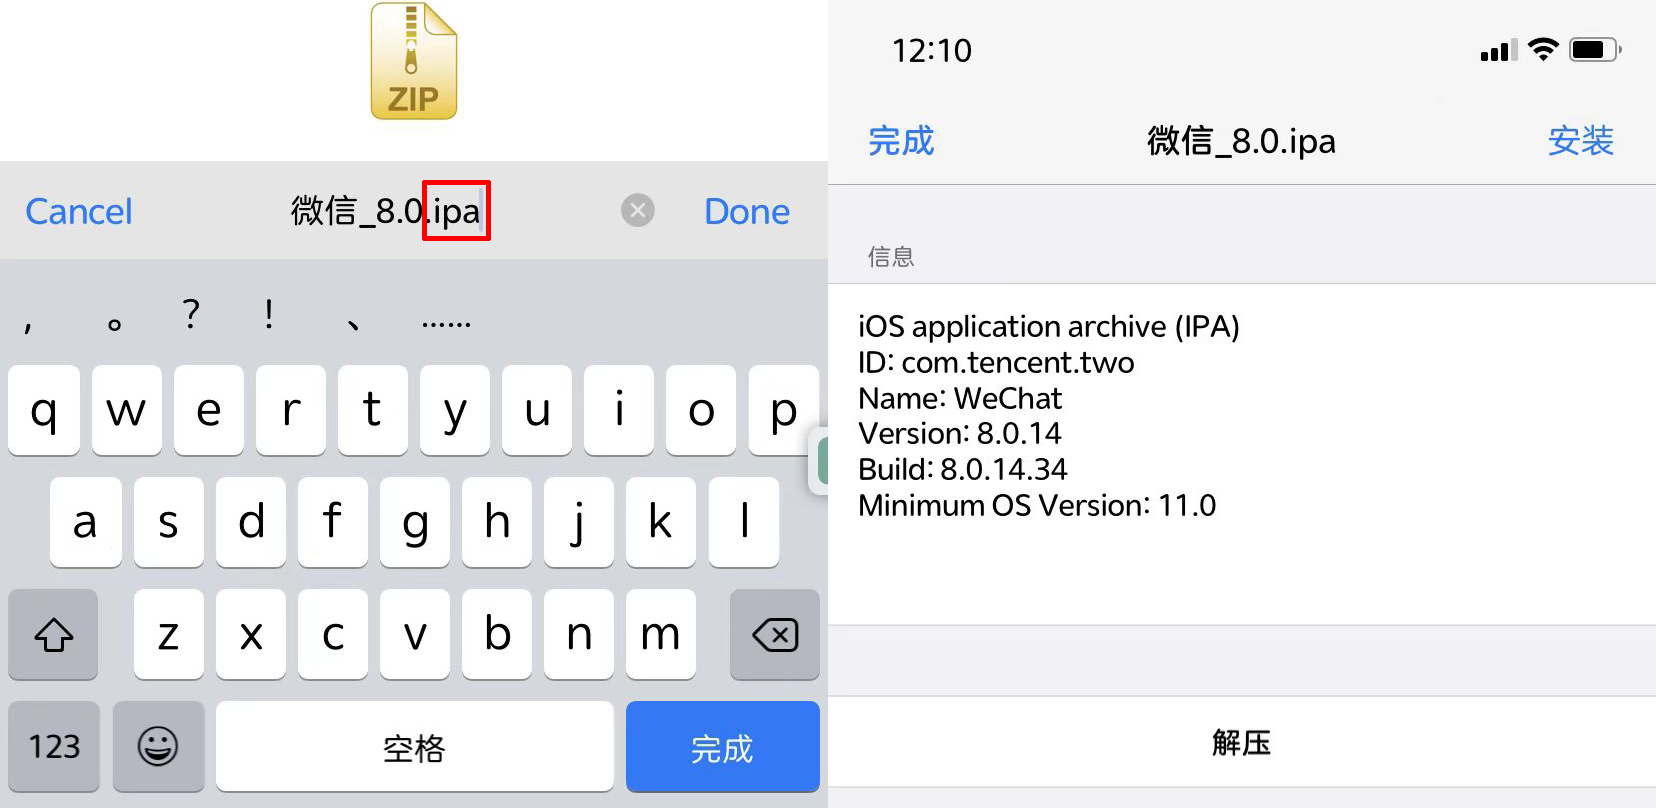 ZIP
Cancel
微信_8.0.ipa
Done
, 。 ? ! 、 ......
q w e r t y u i o p
a s d f g h j k l
z x c v b n m
123
空格
完成
12:10
完成
微信_8.0.ipa
安装
信息
iOS application archive (IPA)
ID: com.tencent.two
Name: WeChat
Version: 8.0.14
Build: 8.0.14.34
Minimum OS Version: 11.0
解压